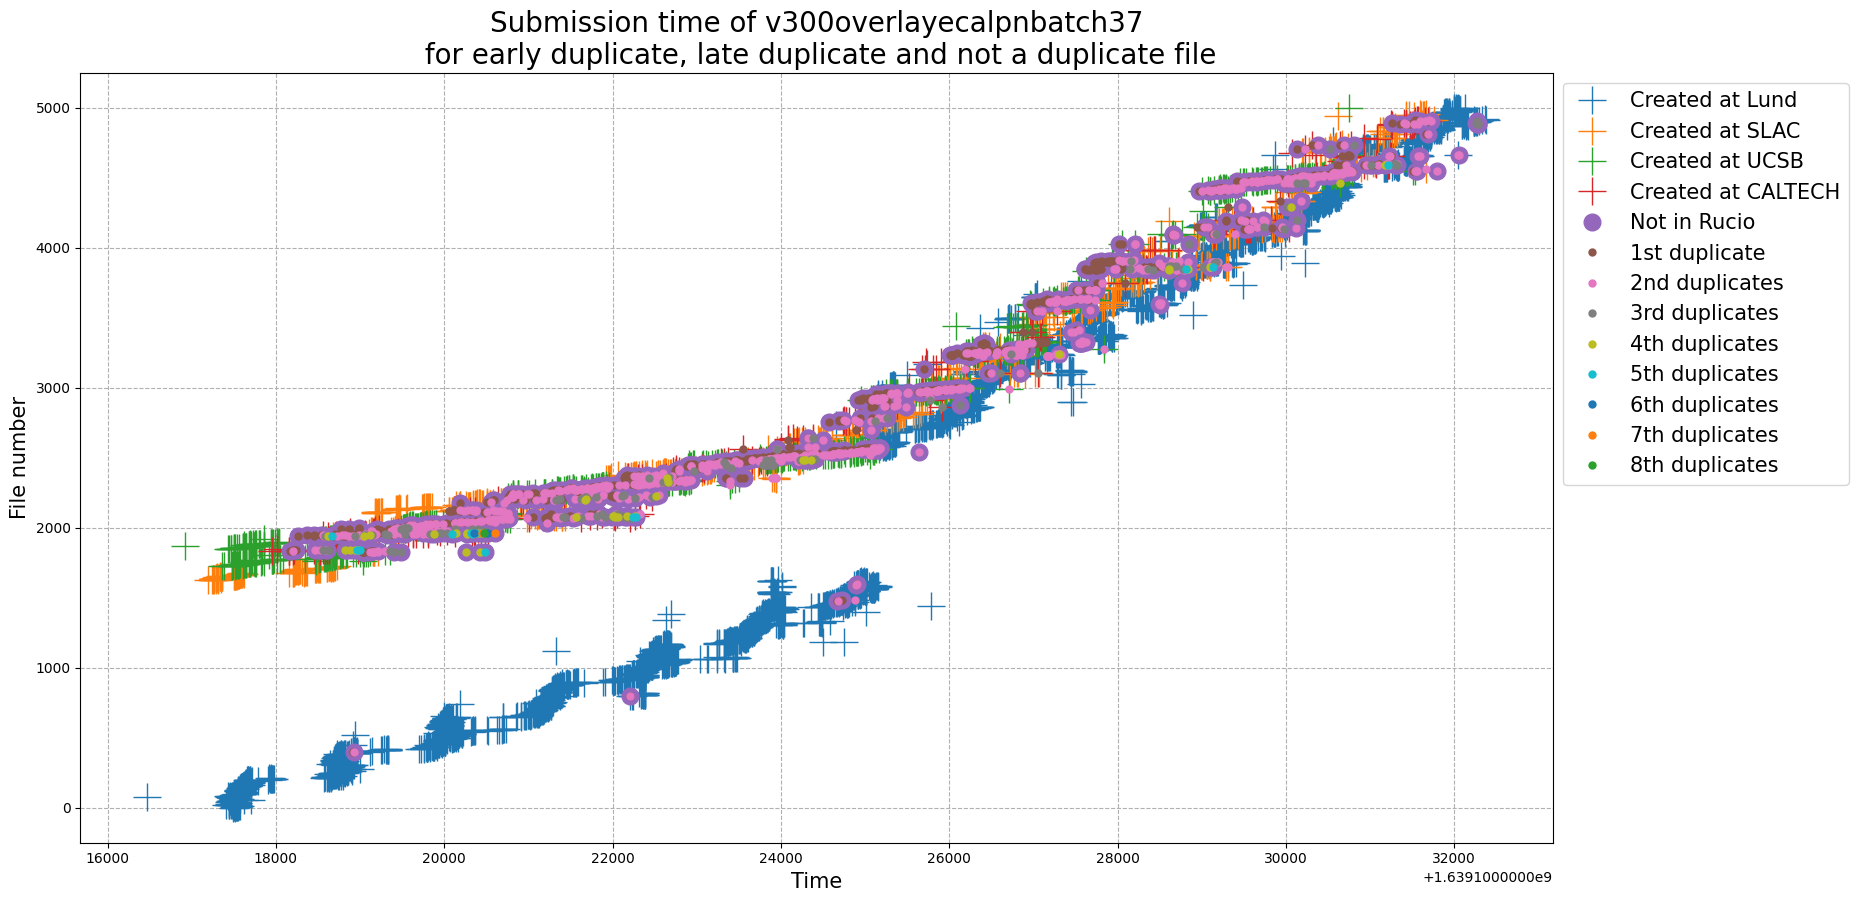 Submission time of v300overlayecalpnbatch37
for early duplicate, late duplicate and not a duplicate file
File number
5000
4000
3000
2000
1000
0
16000
18000
20000
22000
24000
26000
28000
30000
32000
+1.6391000000e9
Time
Created at Lund
Created at SLAC
Created at UCSB
Created at CALTECH
Not in Rucio
1st duplicate
2nd duplicates
3rd duplicates
4th duplicates
5th duplicates
6th duplicates
7th duplicates
8th duplicates